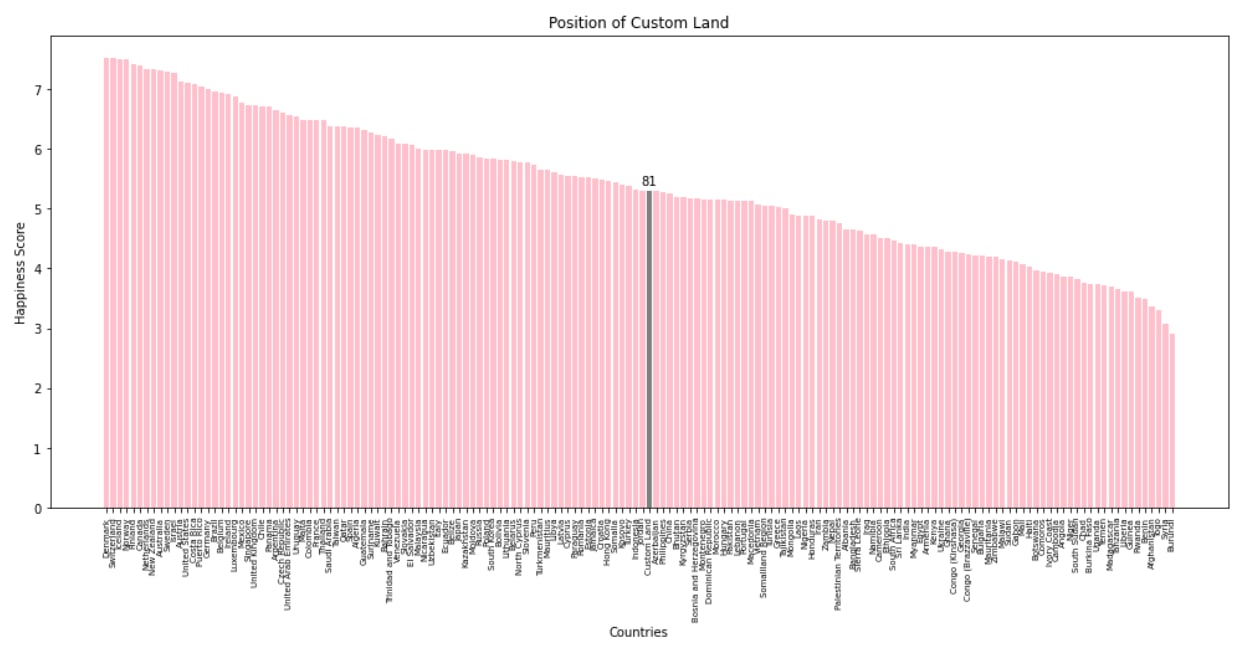 Position of Custom Land
Happiness Score
7
6
5
4
3
2
1
0
81
Denmark
Switzerland
Iceland
Norway
Finland
Canada
Netherlands
New Zealand
Australia
Sweden
Israel
Austria
United States
Costa Rica
Puerto Rico
Germany
Brazil
Belgium
Ireland
Luxembourg
Mexico
Singapore
United Kingdom
Chile
Panama
Argentina
Czech Republic
United Arab Emirates
Uruguay
Malta
Colombia
France
Thailand
Saudi Arabia
Taiwan
Qatar
Spain
Algeria
Guatemala
Suriname
Kuwait
Bahrain
Trinidad and Tobago
Venezuela
Slovakia
El Salvador
Malaysia
Nicaragua
Uzbekistan
Italy
Ecuador
Belize
Japan
Kazakhstan
Moldova
Russia
Poland
South Korea
Bolivia
Lithuania
Belarus
North Cyprus
Slovenia
Peru
Turkmenistan
Mauritius
Libya
Latvia
Cyprus
Paraguay
Romania
Estonia
Jamaica
Croatia
Hong Kong
Somalia
Kosovo
Turkey
Indonesia
Jordan
Custom Land
Azerbaijan
Philippines
China
Bhutan
Kyrgyzstan
Serbia
Bosnia and Herzegovina
Montenegro
Dominican Republic
Morocco
Hungary
Pakistan
Lebanon
Portugal
Macedonia
Vietnam
Somaliland Region
Tunisia
Greece
Tajikistan
Mongolia
Laos
Nigeria
Honduras
Iran
Zambia
Nepal
Palestinian Territories
Albania
Bangladesh
Sierra Leone
Iraq
Namibia
Cameroon
Ethiopia
South Africa
Sri Lanka
India
Myanmar
Egypt
Armenia
Kenya
Ukraine
Ghana
Congo (Kinshasa)
Georgia
Congo (Brazzaville)
Senegal
Bulgaria
Mauritania
Zimbabwe
Malawi
Sudan
Gabon
Mali
Haiti
Botswana
Comoros
Ivory Coast
Cambodia
Angola
Niger
South Sudan
Chad
Burkina Faso
Uganda
Yemen
Madagascar
Tanzania
Liberia
Guinea
Rwanda
Benin
Afghanistan
Togo
Syria
Burundi
Countries